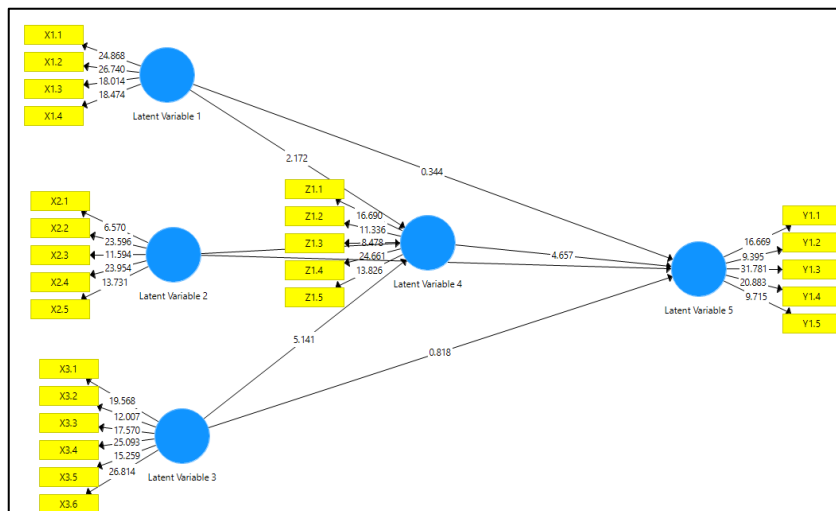 X1.1
X1.2
X1.3
X1.4
24.868
26.740
18.014
18.474
Latent Variable 1
2.172
0.344
X2.1
X2.2
X2.3
X2.4
X2.5
6.570
23.596
11.594
23.954
13.731
Latent Variable 2
Z1.1
Z1.2
Z1.3
Z1.4
Z1.5
16.690
11.336
8.478
24.661
13.826
Latent Variable 4
4.657
Y1.1
Y1.2
Y1.3
Y1.4
Y1.5
16.669
9.395
31.781
20.883
9.715
Latent Variable 5
5.141
0.818
X3.1
X3.2
X3.3
X3.4
X3.5
X3.6
19.568
12.007
17.570
25.093
15.259
26.814
Latent Variable 3